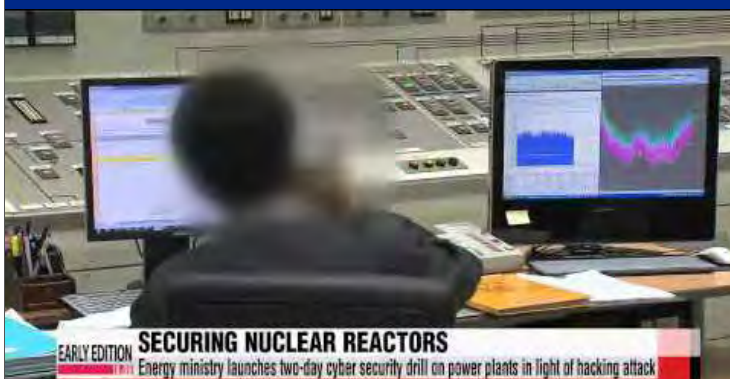 SECURING NUCLEAR REACTORS
EARLY EDITION
Energy ministry launches two-day cyber security drill on power plants in light of hacking attack